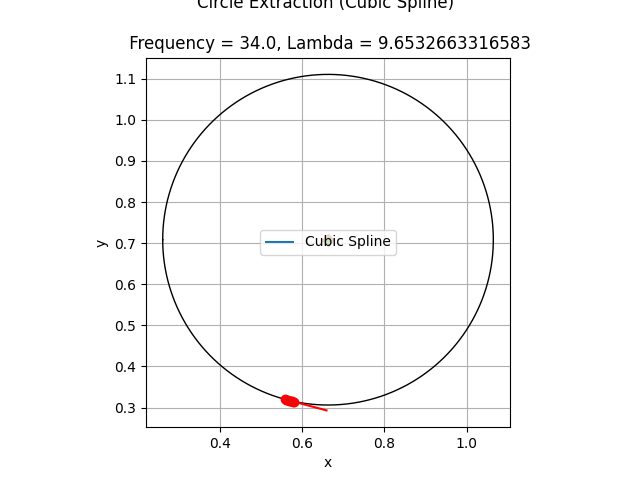 Circle Extraction (Cubic Spline)
Frequency = 34.0, Lambda = 9.6532663316583
1.1
1.0
0.9
0.8
0.7
0.6
0.5
0.4
0.3
y
Cubic Spline
0.4 0.6 0.8 1.0
x